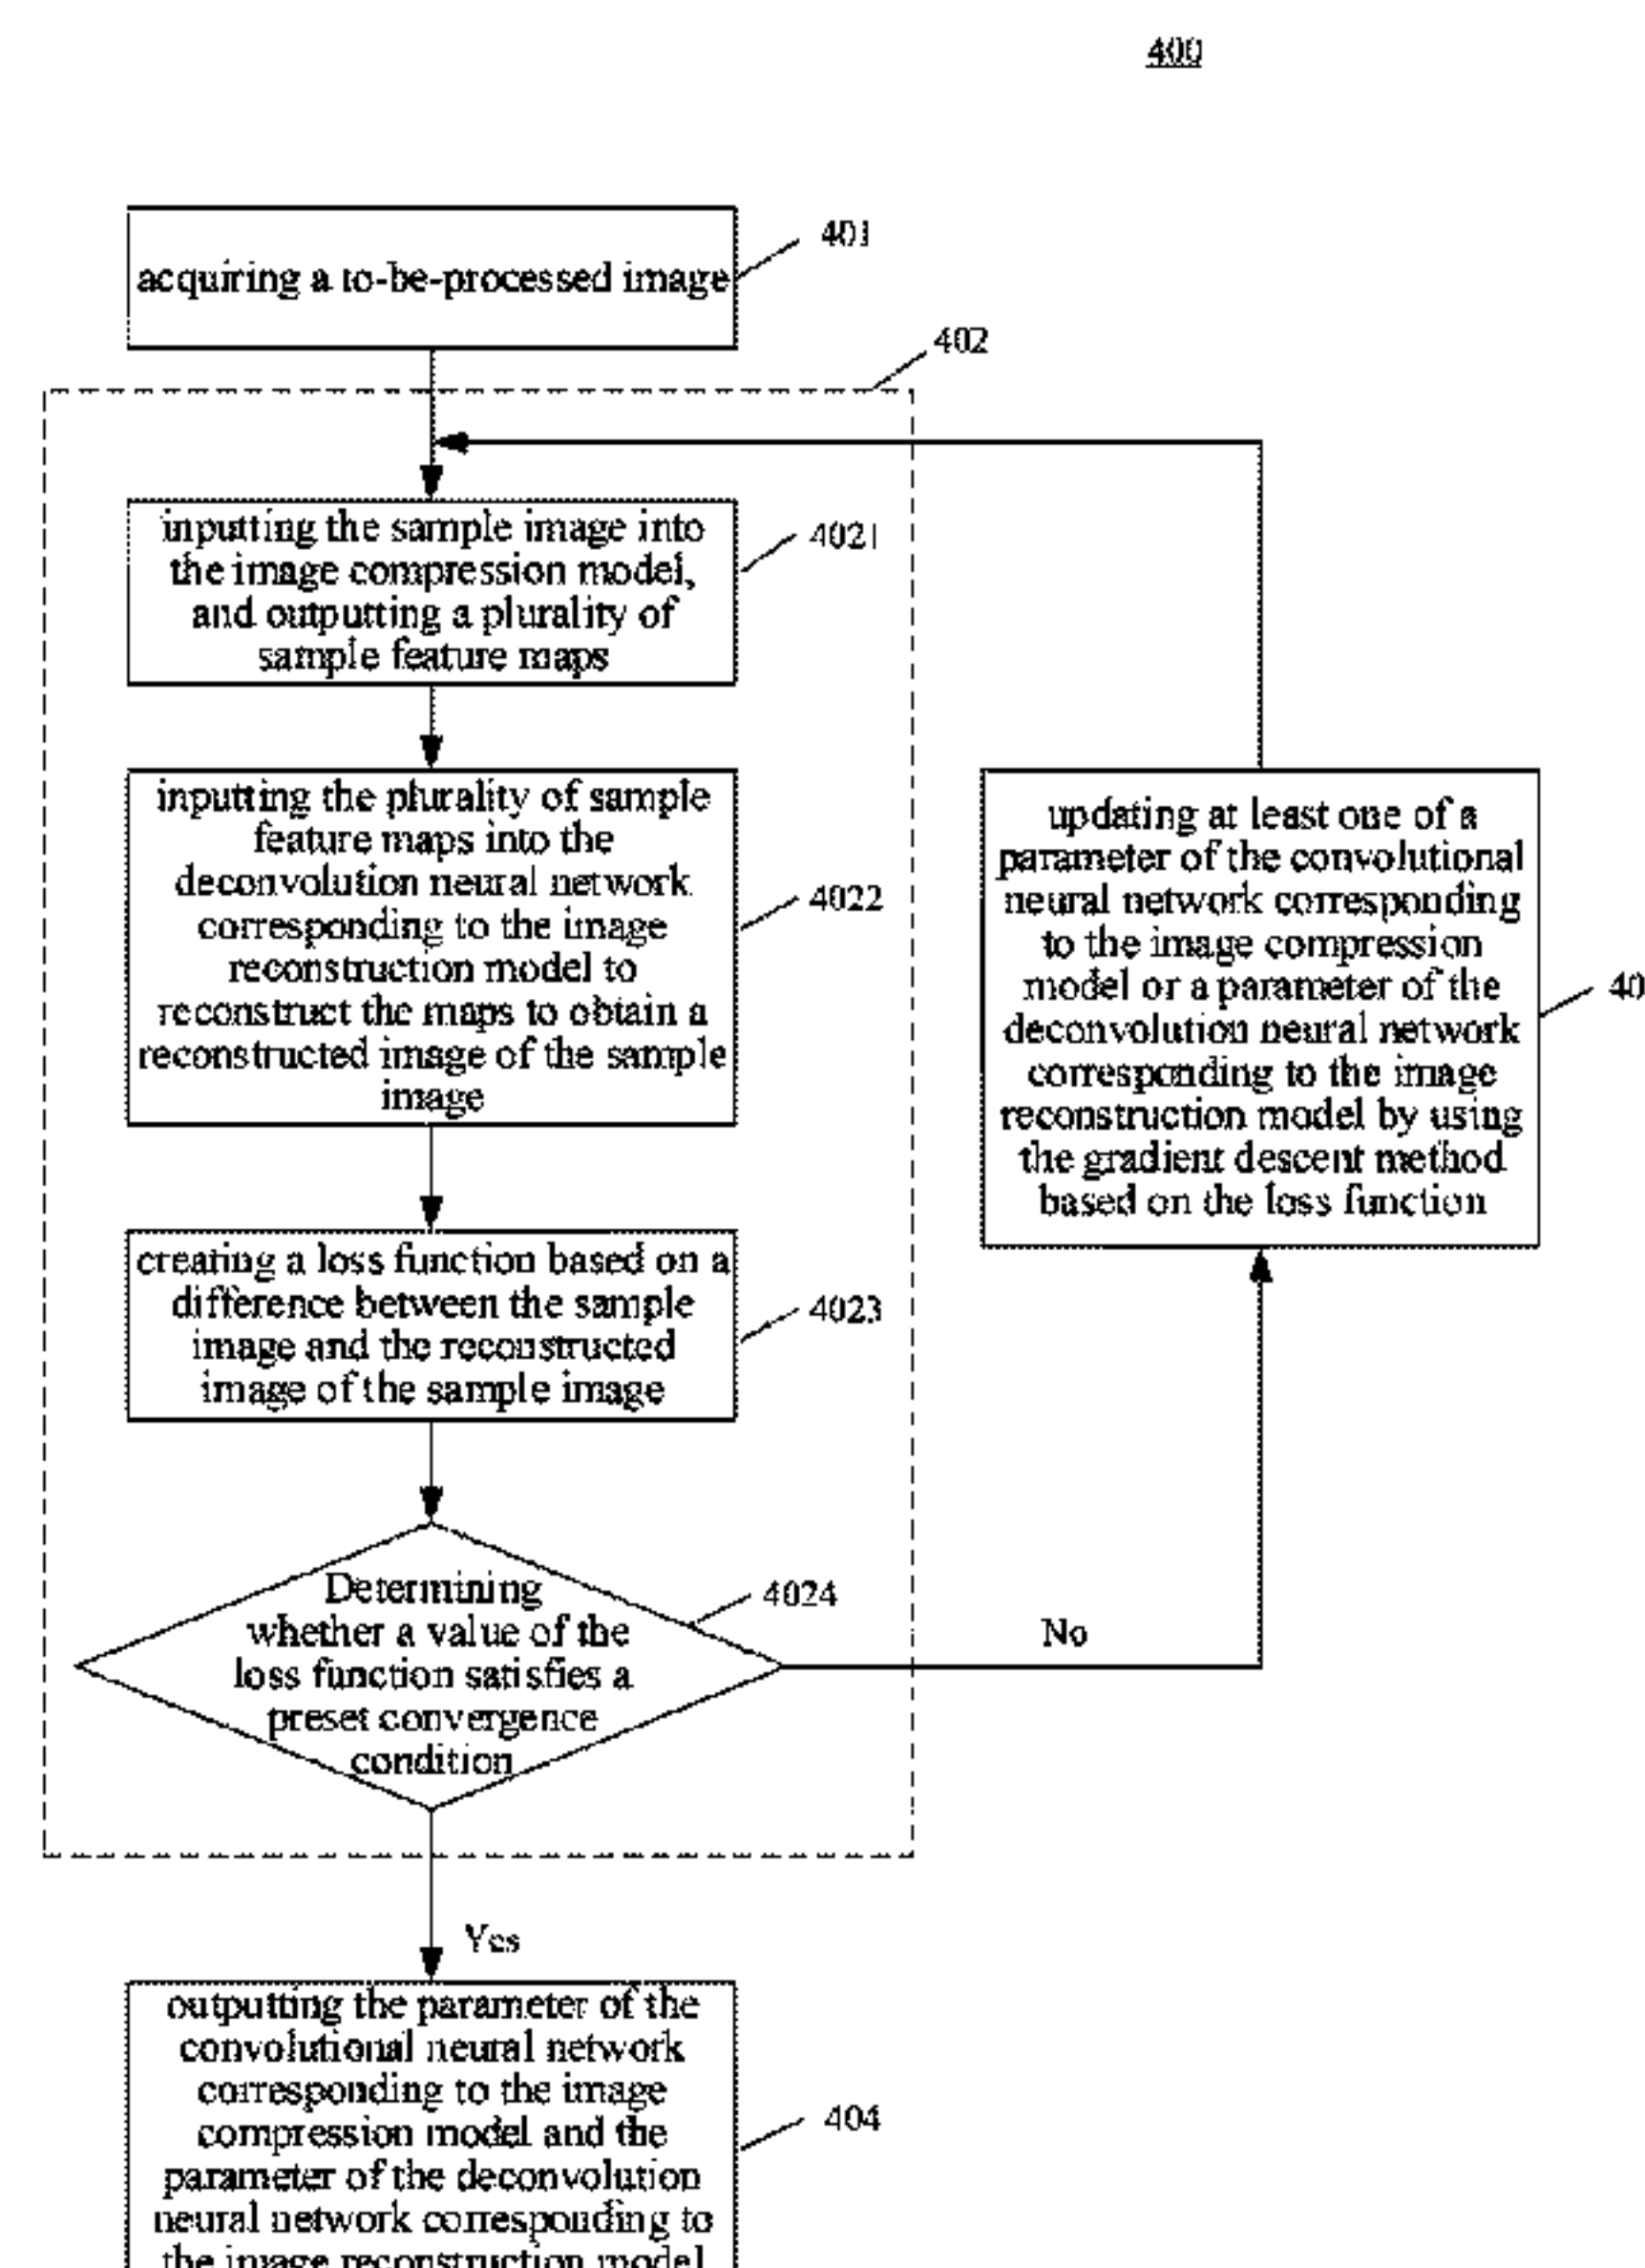 400
acquiring a to-be-processed image
401
402
inputting the sample image into
the image compression model,
and outputting a plurality of
sample feature maps
4021
inputting the plurality of sample
feature maps into the
deconvolution neural network
corresponding to the image
reconstruction model to
reconstruct the maps to obtain a
reconstructed image of the sample
image
4022
updating at least one of a
parameter of the convolutional
neural network corresponding
to the image compression
model or a parameter of the
deconvolution neural network
corresponding to the image
reconstruction model by using
the gradient descent method
based on the loss function
40
creating a loss function based on a
difference between the sample
image and the reconstructed
image of the sample image
4023
Determining
whether a value of the
loss function satisfies a
preset convergence
condition
4024
No
Yes
outputting the parameter of the
convolutional neural network
corresponding to the image
compression model and the
parameter of the deconvolution
neural network corresponding to
the image reconstruction model
404